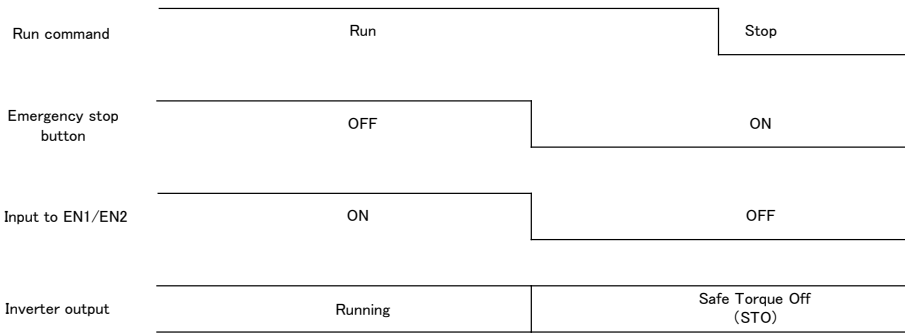 Run command
Run
Stop
Emergency stop
button
OFF
ON
Input to EN1/EN2
ON
OFF
Inverter output
Running
Safe Torque Off
(STO)